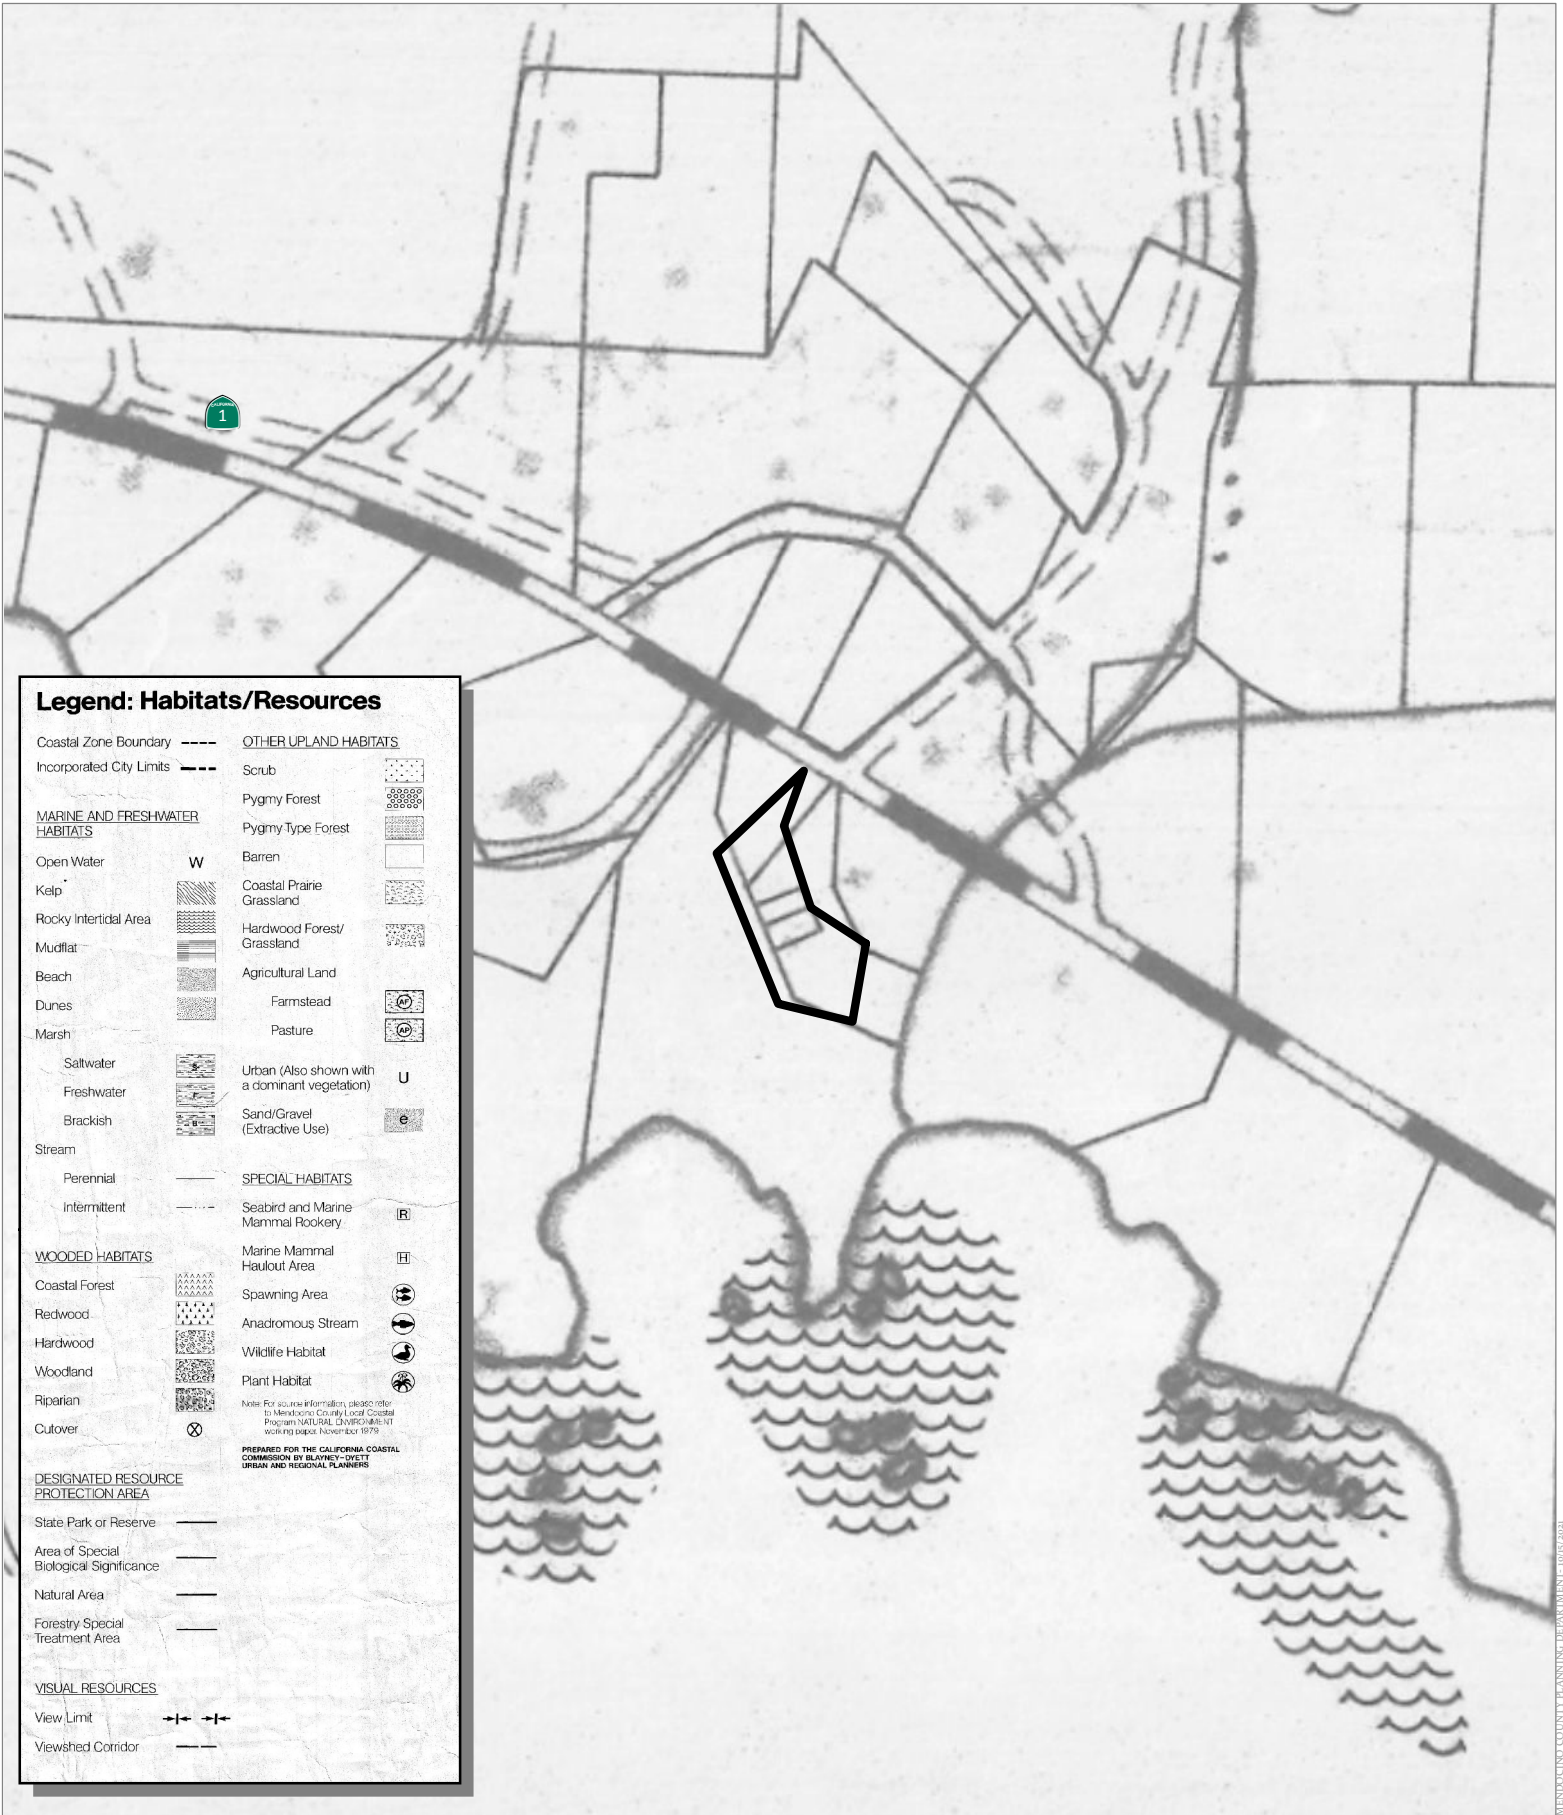 CALIFORNIA
1
Legend: Habitats/Resources
Coastal Zone Boundary
Incorporated City Limits
MARINE AND FRESHWATER
HABITATS
Open Water W
Kelp
Rocky Intertidal Area
Mudflat
Beach
Dunes
Marsh
Saltwater S
Freshwater F
Brackish B
Stream
Perennial
Intermittent
WOODED HABITATS
Coastal Forest
Redwood
Hardwood
Woodland
Riparian
Cutover
DESIGNATED RESOURCE
PROTECTION AREA
State Park or Reserve
Area of Special
Biological Significance
Natural Area
Forestry Special
Treatment Area
VISUAL RESOURCES
View Limit
Viewshed Corridor
OTHER UPLAND HABITATS
Scrub
Pygmy Forest
Pygmy Type Forest
Barren
Coastal Prairie
Grassland
Hardwood Forest/
Grassland
Agricultural Land
Farmstead AF
Pasture AP
Urban (Also shown with
a dominant vegetation) U
Sand/Gravel
(Extractive Use) e
SPECIAL HABITATS
Seabird and Marine
Mammal Rookery R
Marine Mammal
Haulout Area H
Spawning Area
Anadromous Stream
Wildlife Habitat
Plant Habitat
Note: For source information, please refer
to Mendocino County Local Coastal
Program NATURAL ENVIRONMENT
working paper, November 1979
PREPARED FOR THE CALIFORNIA COASTAL
COMMISSION BY BLAYNEY-DYETT
URBAN AND REGIONAL PLANNERS
MENDOCINO COUNTY PLANNING DEPARTMENT- 10/15/2021